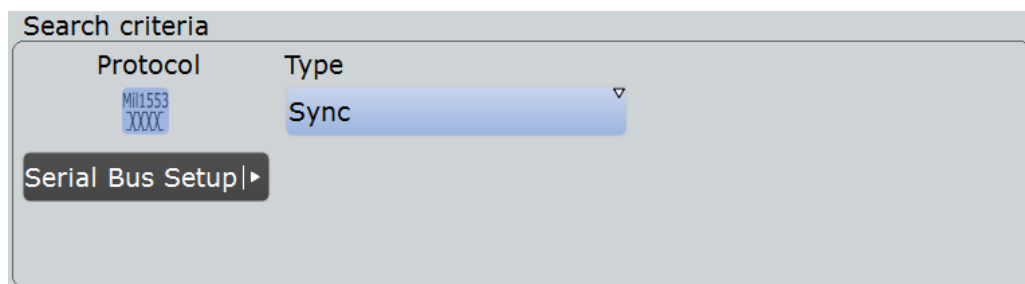 Search criteria
Protocol
Type
Mil1553
Sync
Serial Bus Setup